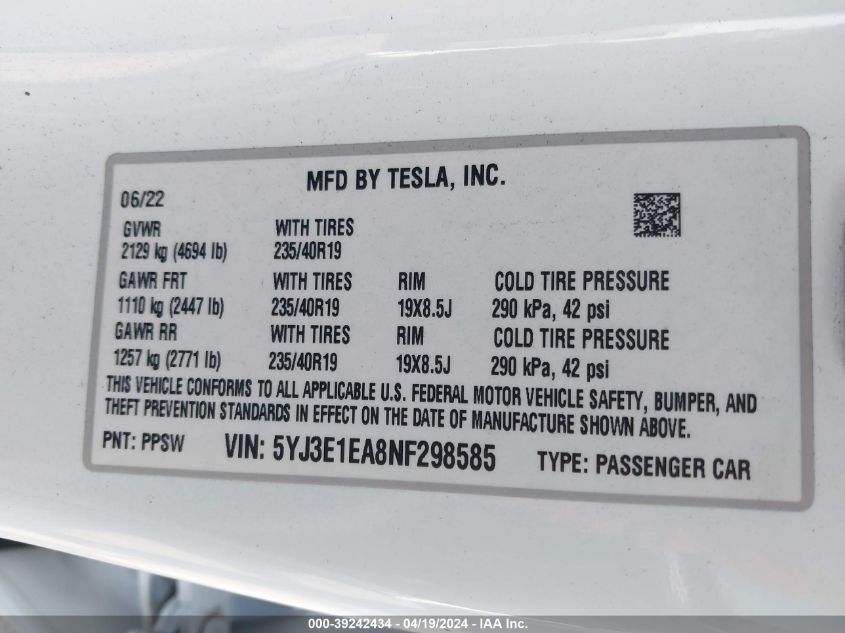 MFD BY TESLA, INC.
06/22
GVWR WITH TIRES
2129 kg (4694 lb) 235/40R19
GAWR FRT WITH TIRES RIM COLD TIRE PRESSURE
1110 kg (2447 lb) 235/40R19 19X8.5J 290 kPa, 42 psi
GAWR RR WITH TIRES RIM COLD TIRE PRESSURE
1257 kg (2771 lb) 235/40R19 19X8.5J 290 kPa, 42 psi
THIS VEHICLE CONFORMS TO ALL APPLICABLE U.S. FEDERAL MOTOR VEHICLE SAFETY, BUMPER, AND
THEFT PREVENTION STANDARDS IN EFFECT ON THE DATE OF MANUFACTURE SHOWN ABOVE.
PNT: PPSW VIN: 5YJ3E1EA8NF298585 TYPE: PASSENGER CAR
000-39242434 - 04/19/2024 - IAA Inc.